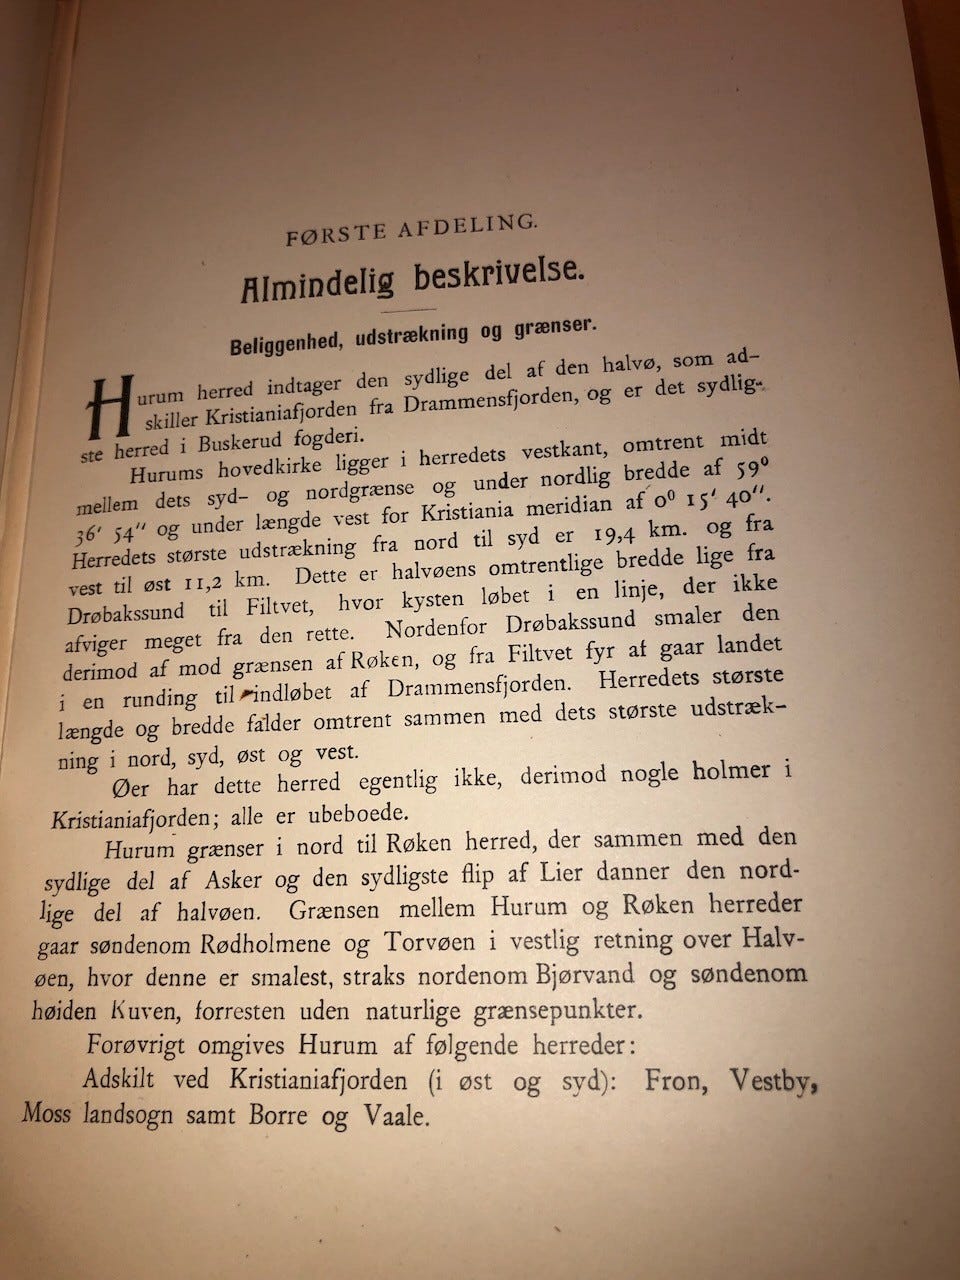 FØRSTE AFDELING.
Almindelig beskrivelse.
Beliggenhed, udstrækning og grænser.
Hurum herred indtager den sydlige del af den halvø, som ad-
skiller Kristianiafjorden fra Drammensfjorden, og er det sydlig-
ste herred i Buskerud fogderi.
Hurums hovedkirke ligger i herredets vestkant, omtrent midt
mellem dets syd- og nordgrænse og under nordlig bredde af 59⁰
36′ 54″ og under længde vest for Kristiania meridian af 0⁰ 15′ 40″.
Herredets største udstrækning fra nord til syd er 19,4 km. og fra
vest til øst 11,2 km. Dette er halvøens omtrentlige bredde lige fra
Drøbakssund til Filtvet, hvor kysten løbet i en linje, der ikke
afviger meget fra den rette. Nordenfor Drøbakssund smaler den
derimod af mod grænsen af Røken, og fra Filtvet fyr af gaar landet
i en runding til indløbet af Drammensfjorden. Herredets største
længde og bredde falder omtrent sammen med dets største udstræk-
ning i nord, syd, øst og vest.
Øer har dette herred egentlig ikke, derimod nogle holmer i
Kristianiafjorden; alle er ubeboede.
Hurum grænser i nord til Røken herred, der sammen med den
sydlige del af Asker og den sydligste flip af Lier danner den nord-
lige del af halvøen. Grænsen mellem Hurum og Røken herreder
gaar søndenom Rødholmene og Torvøen i vestlig retning over Halv-
øen, hvor denne er smalest, straks nordenom Bjørvand og søndenom
høiden Kuven, forresten uden naturlige grænsepunkter.
Forøvrigt omgives Hurum af følgende herreder:
Adskilt ved Kristianiafjorden (i øst og syd): Fron, Vestby,
Moss landsogn samt Borre og Vaale.